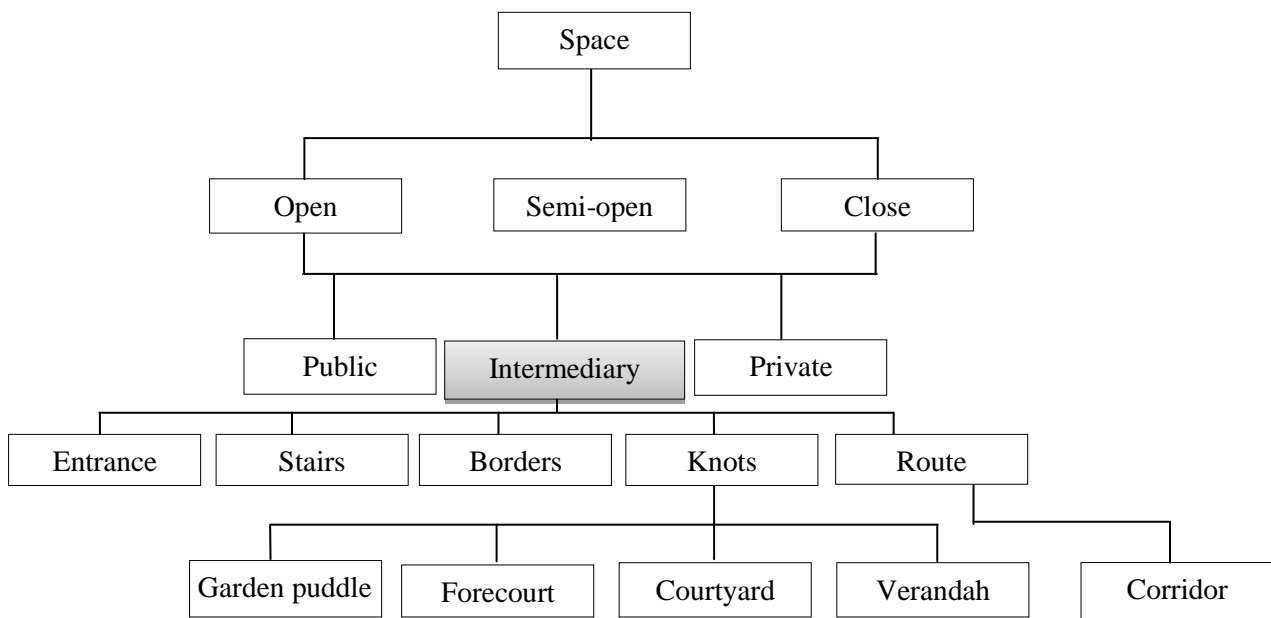 Space
Open
Semi-open
Close
Public
Intermediary
Private
Entrance
Stairs
Borders
Knots
Route
Garden puddle
Forecourt
Courtyard
Verandah
Corridor